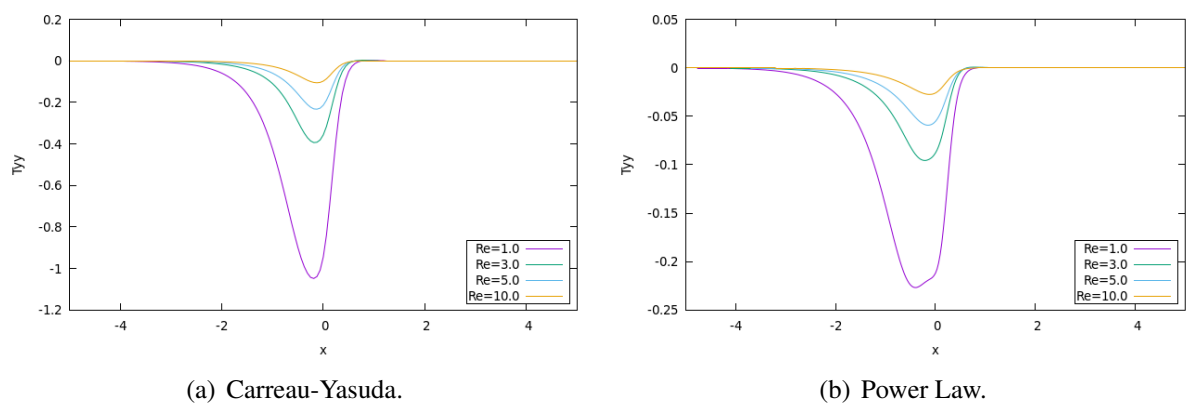 0.2
0
-0.2
-0.4
-0.6
-0.8
-1
-1.2
Tyy
-4 -2 0 2 4
x
Re=1.0
Re=3.0
Re=5.0
Re=10.0
(a) Carreau-Yasuda.
0.05
0
-0.05
-0.1
-0.15
-0.2
-0.25
Tyy
-4 -2 0 2 4
x
Re=1.0
Re=3.0
Re=5.0
Re=10.0
(b) Power Law.